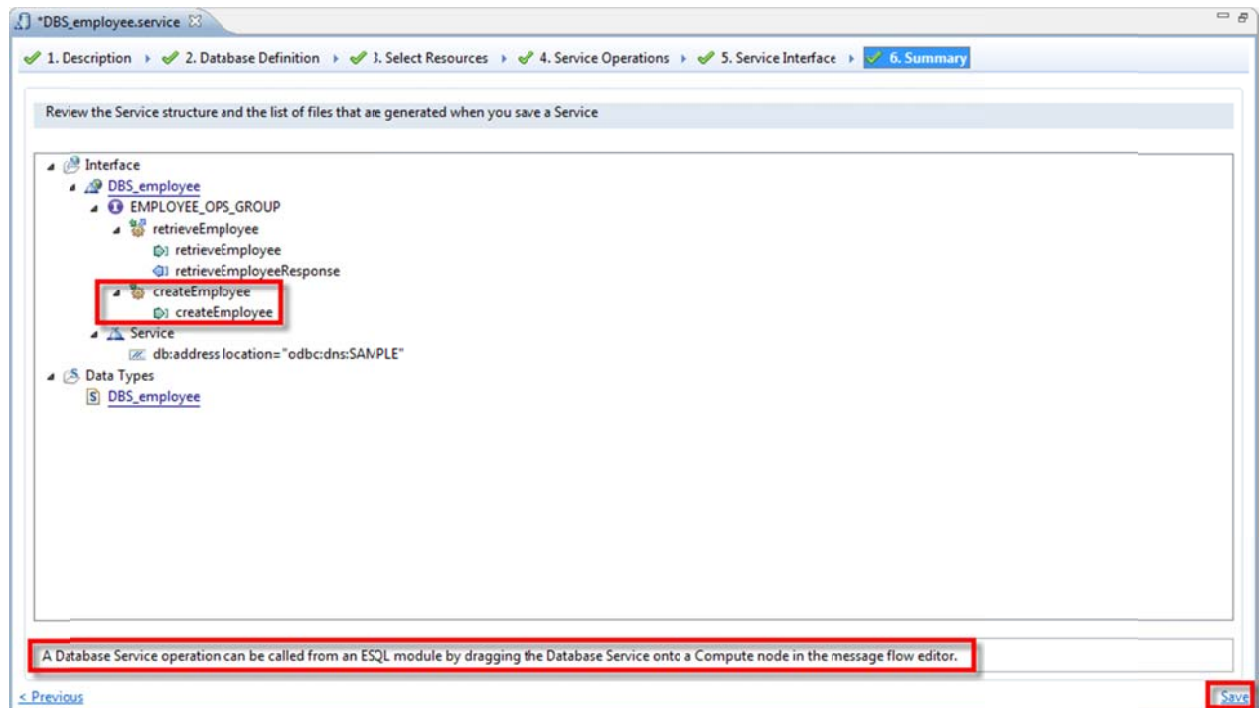 *DBS_employee.service
1. Description
2. Database Definition
3. Select Resources
4. Service Operations
5. Service Interface
6. Summary
Review the Service structure and the list of files that are generated when you save a Service
Interface
DBS_employee
EMPLOYEE_OPS_GROUP
retrieveEmployee
retrieveEmployee
retrieveEmployeeResponse
createEmployee
createEmployee
Service
db:address location="odbc:dns:SAMPLE"
Data Types
DBS_employee
A Database Service operation can be called from an ESQL module by dragging the Database Service onto a Compute node in the message flow editor.
< Previous
Save